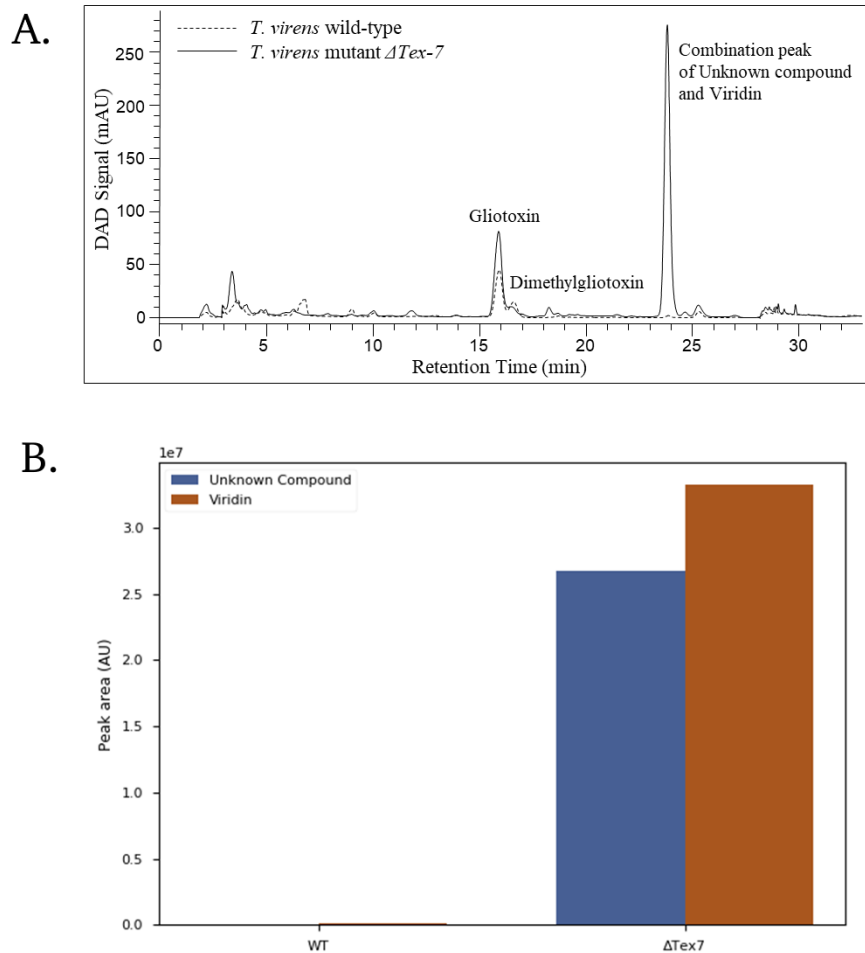 A.
T. virens wild-type
T. virens mutant ΔTex-7
Combination peak
of Unknown compound
and Viridin
Gliotoxin
Dimethylgliotoxin
DAD Signal (mAU)
250
200
150
100
50
0
0 5 10 15 20 25 30
Retention Time (min)
B.
1e7
Unknown Compound
Viridin
Peak area (AU)
3.0
2.5
2.0
1.5
1.0
0.5
0.0
WT ΔTex7